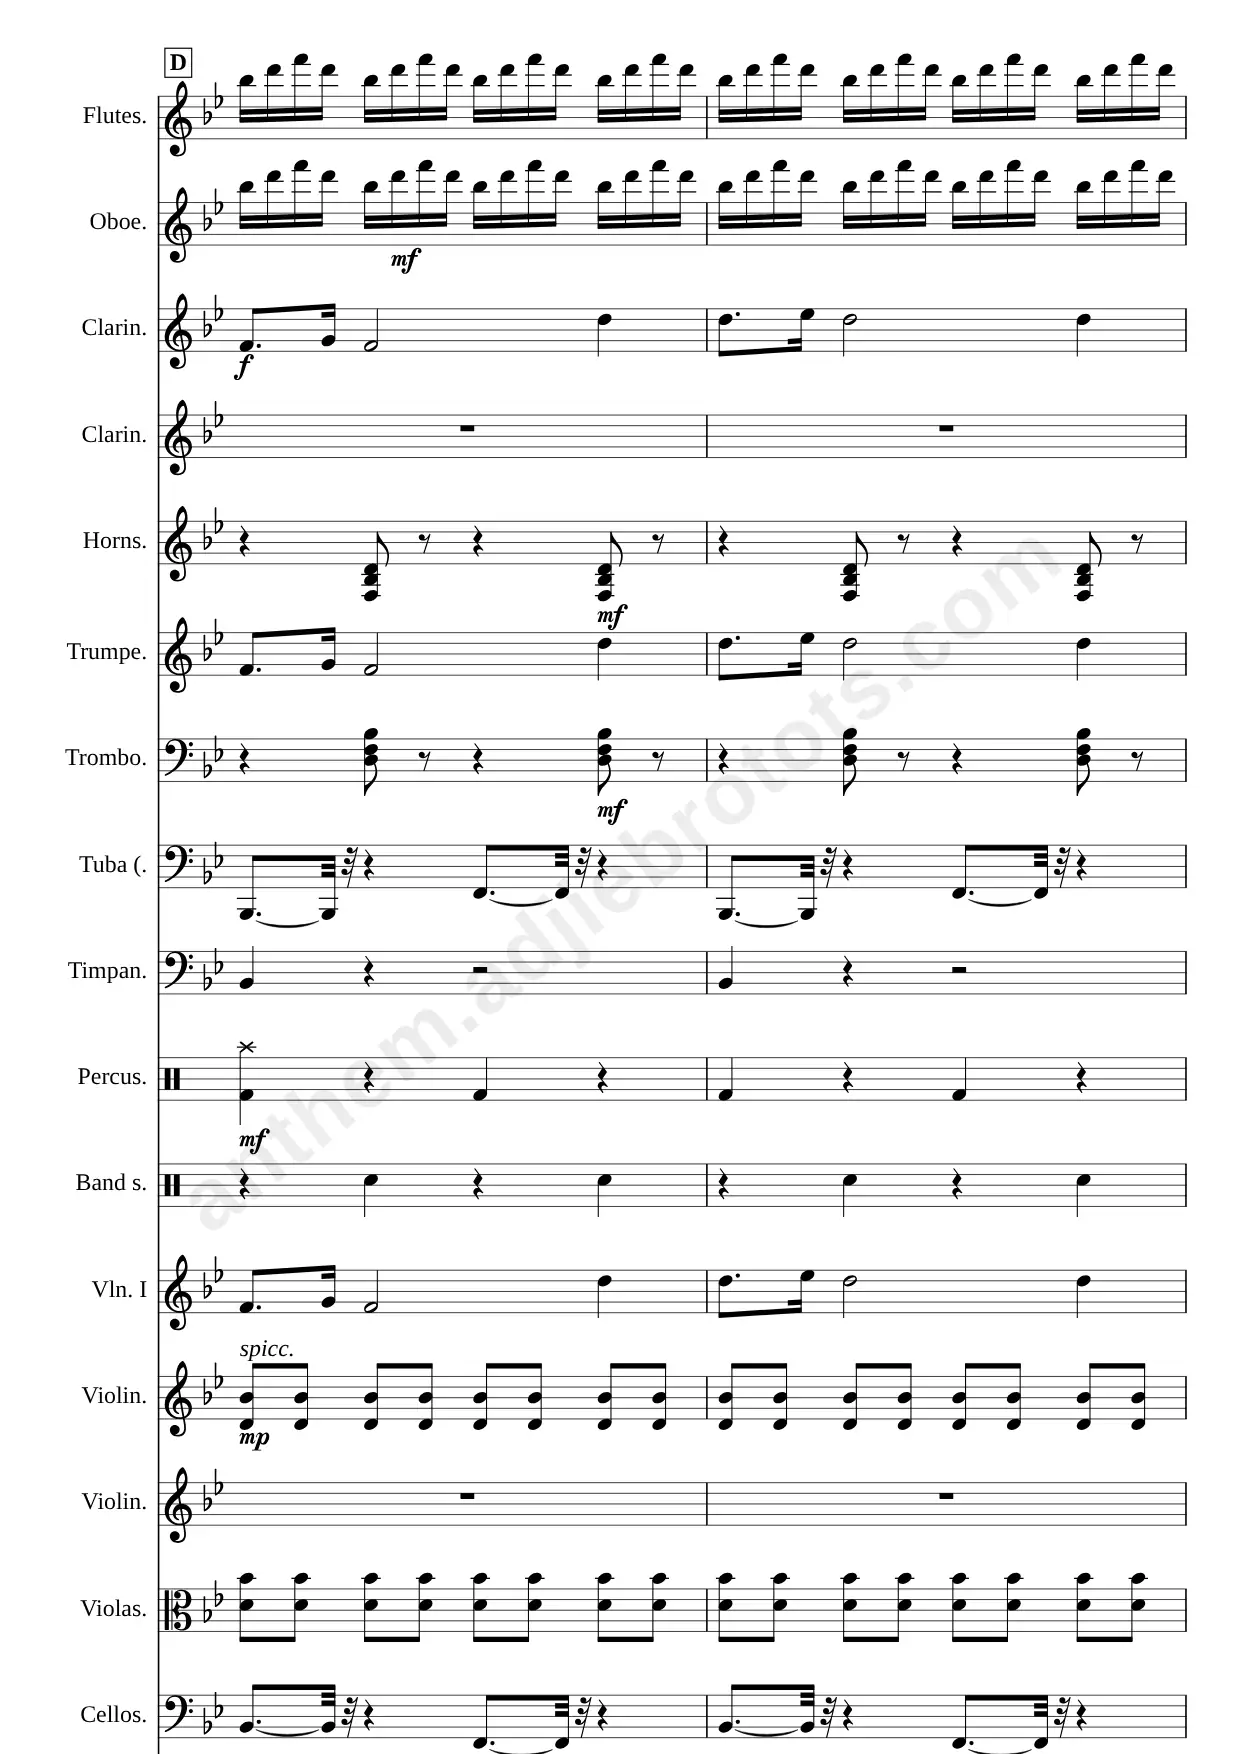 D
Flutes.
Oboe.
mf
Clarin.
f
Clarin.
Horns.
mf
Trumpe.
Trombo.
mf
Tuba (.
Timpan.
Percus.
mf
Band s.
Vln. I
spicc.
Violin.
mp
Violin.
Violas.
Cellos.
anthem.adjiebrotots.com